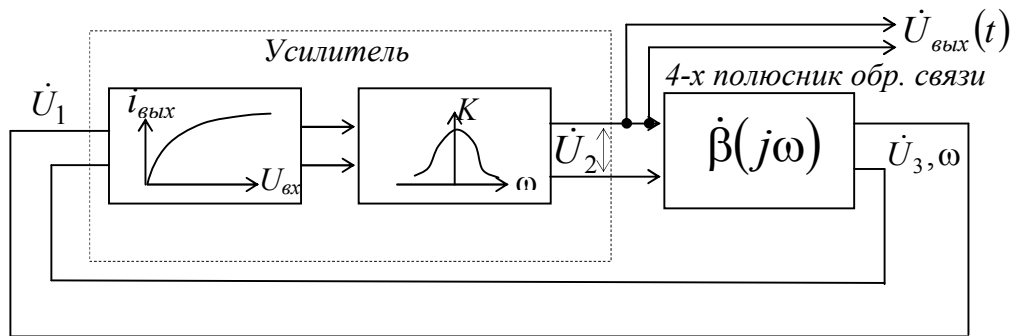 U̇вых(t)
Усилитель
4-х полюсник обр. связи
U̇1
iвых
Uвх
K
ω
U̇2
β̇(jω)
U̇3, ω